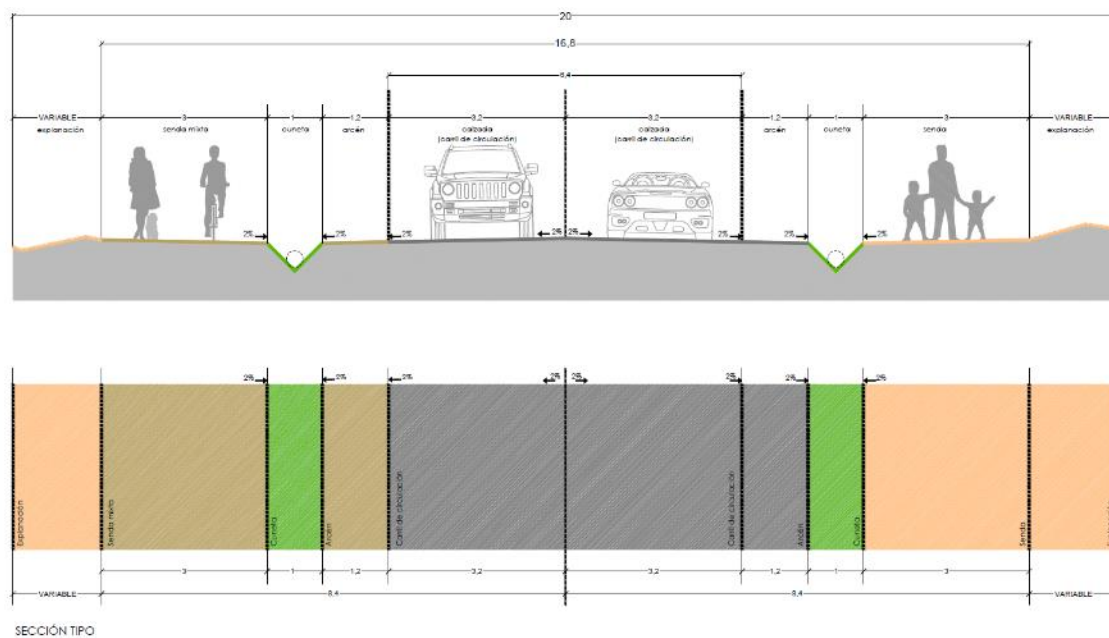 20
16,8
6,4
VARIABLE 3 1 1,2 3,2 3,2 1,2 1 3 VARIABLE
explanación senda mixta cuneta arcén calzada calzada arcén cuneta senda explanación
(carril de circulación) (carril de circulación)
2% 2% 2% 2% 2% 2% 2% 2%
2% 2% 2% 2% 2% 2% 2% 2%
Explanación
Senda mixta
Cuneta
Arcén
Carril de circulación
Carril de circulación
Arcén
Cuneta
Senda
3 1 1,2 3,2 3,2 1,2 1 3
VARIABLE 8,4 8,4 VARIABLE
SECCIÓN TIPO